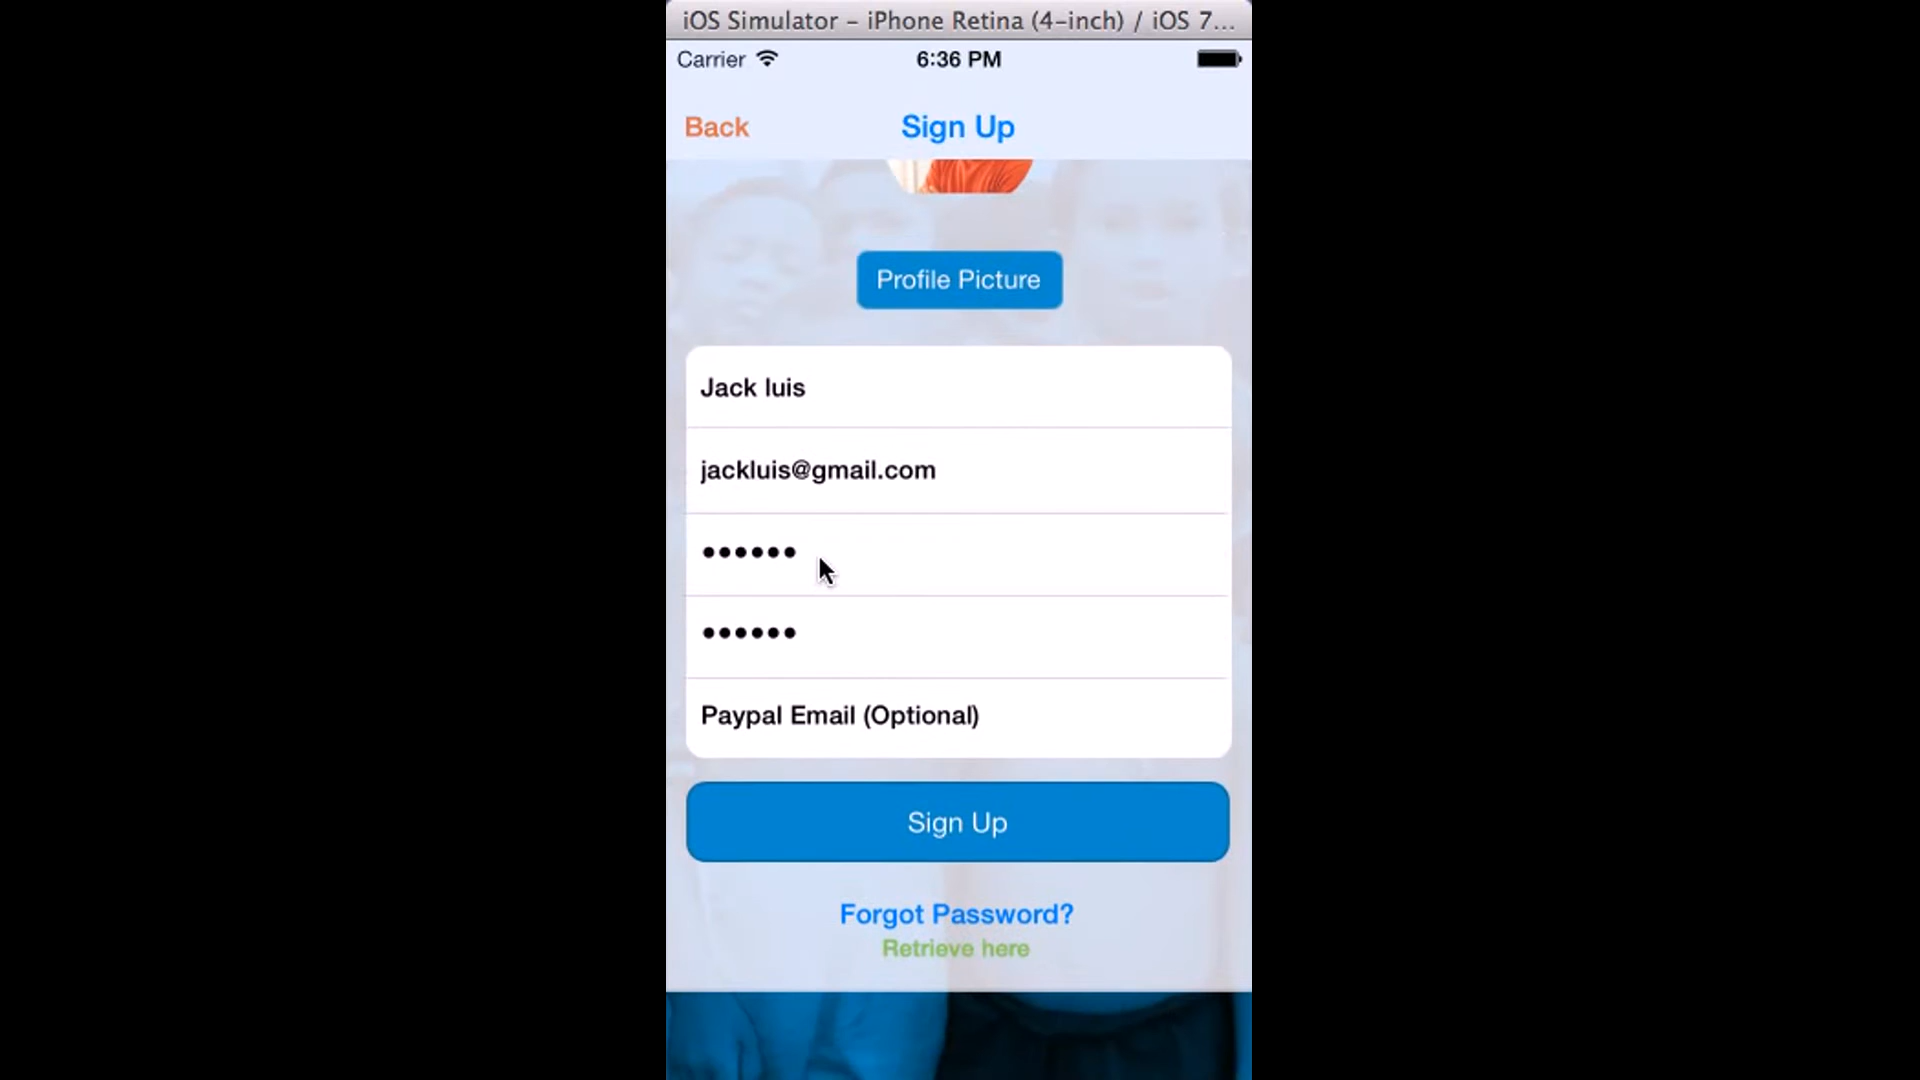 iOS Simulator - iPhone Retina (4-inch) / iOS 7...
Carrier 6:36 PM
Back Sign Up
Profile Picture
Jack luis
jackluis@gmail.com
••••••
••••••
Paypal Email (Optional)
Sign Up
Forgot Password?
Retrieve here